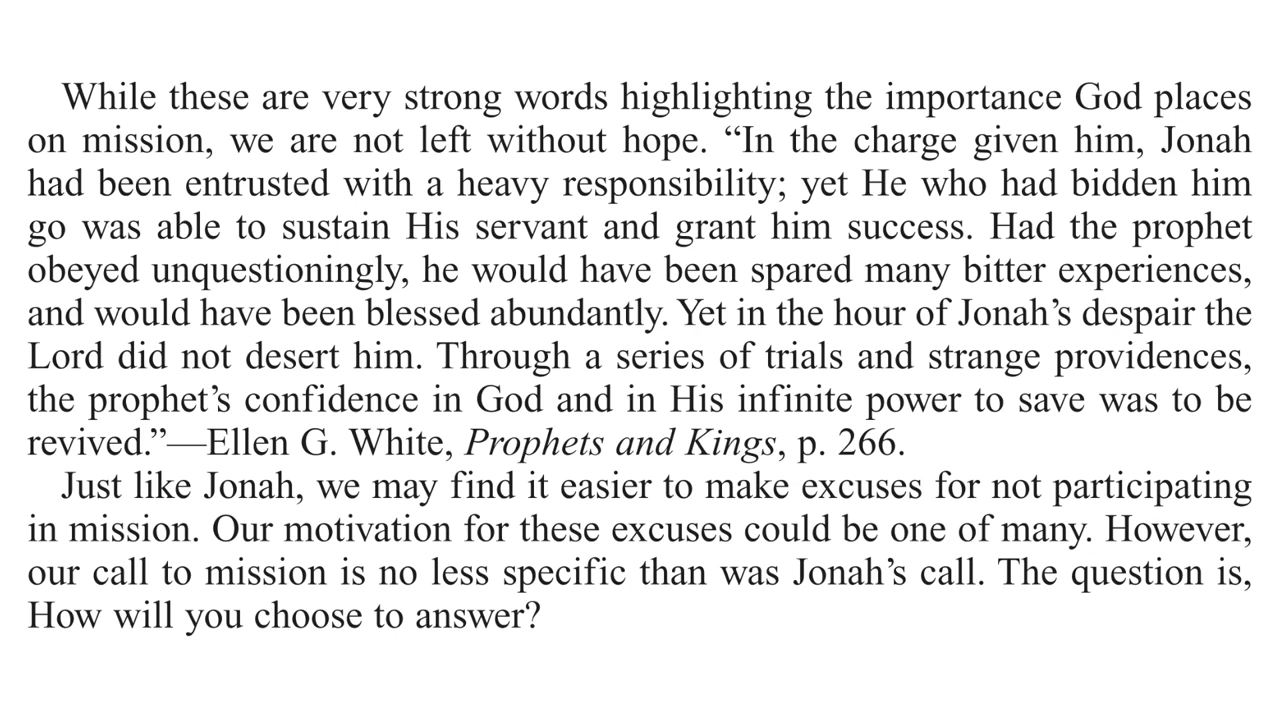 While these are very strong words highlighting the importance God places
on mission, we are not left without hope. “In the charge given him, Jonah
had been entrusted with a heavy responsibility; yet He who had bidden him
go was able to sustain His servant and grant him success. Had the prophet
obeyed unquestioningly, he would have been spared many bitter experiences,
and would have been blessed abundantly. Yet in the hour of Jonah’s despair the
Lord did not desert him. Through a series of trials and strange providences,
the prophet’s confidence in God and in His infinite power to save was to be
revived.”—Ellen G. White, Prophets and Kings, p. 266.
Just like Jonah, we may find it easier to make excuses for not participating
in mission. Our motivation for these excuses could be one of many. However,
our call to mission is no less specific than was Jonah’s call. The question is,
How will you choose to answer?